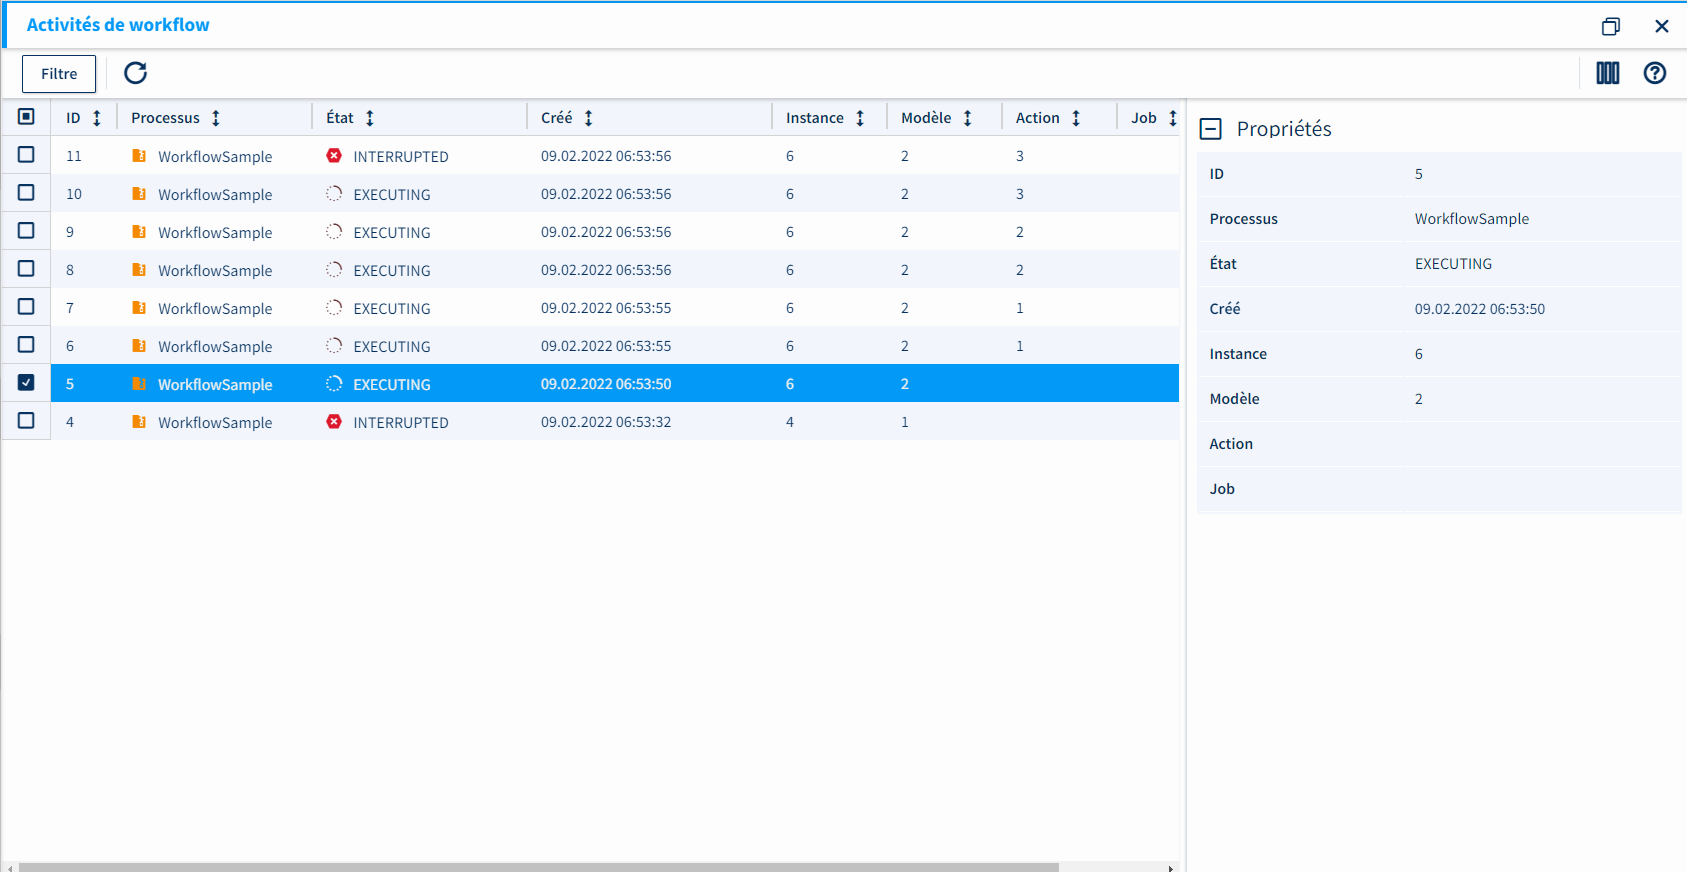 Activités de workflow
Filtre
ID Processus État Créé Instance Modèle Action Job
11 WorkflowSample INTERRUPTED 09.02.2022 06:53:56 6 2 3
10 WorkflowSample EXECUTING 09.02.2022 06:53:56 6 2 3
9 WorkflowSample EXECUTING 09.02.2022 06:53:56 6 2 2
8 WorkflowSample EXECUTING 09.02.2022 06:53:56 6 2 2
7 WorkflowSample EXECUTING 09.02.2022 06:53:55 6 2 1
6 WorkflowSample EXECUTING 09.02.2022 06:53:55 6 2 1
5 WorkflowSample EXECUTING 09.02.2022 06:53:50 6 2
4 WorkflowSample INTERRUPTED 09.02.2022 06:53:32 4 1
Propriétés
ID 5
Processus WorkflowSample
État EXECUTING
Créé 09.02.2022 06:53:50
Instance 6
Modèle 2
Action
Job